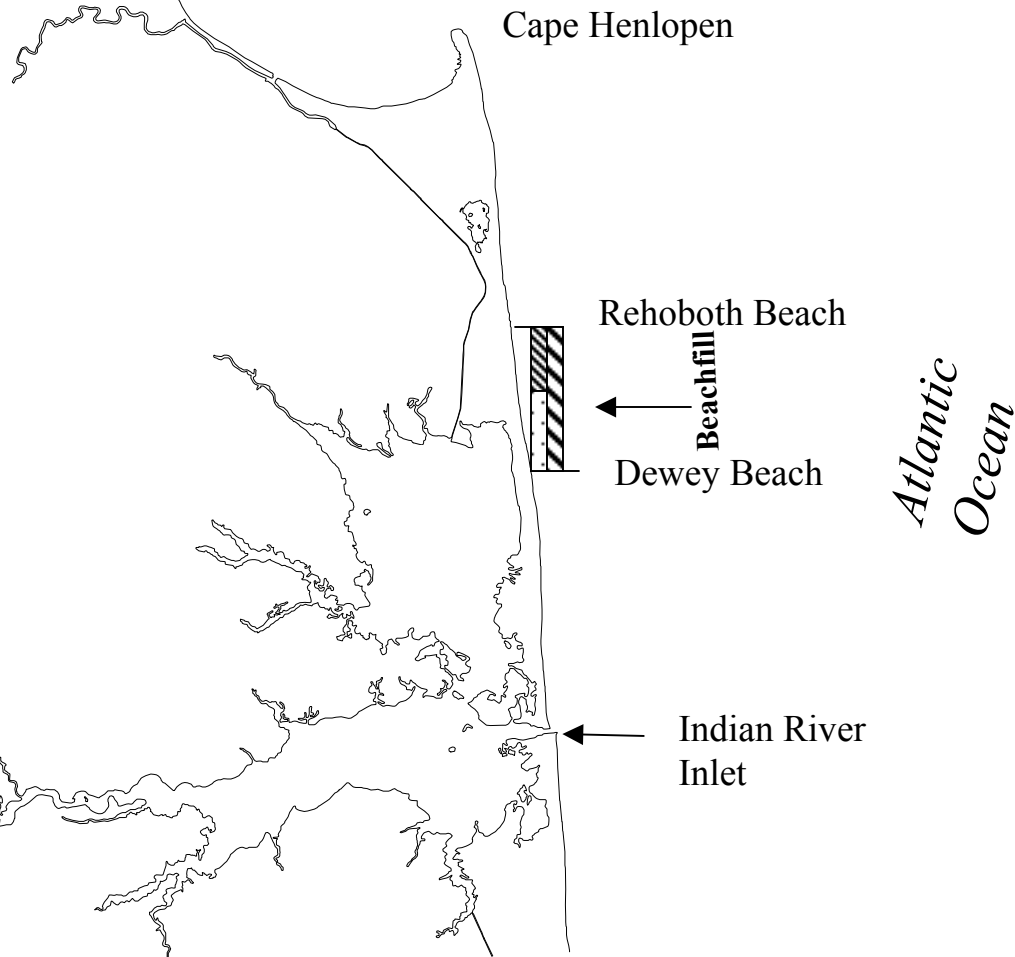 Cape Henlopen
Rehoboth Beach
Beachfill
Dewey Beach
Atlantic
Ocean
Indian River
Inlet